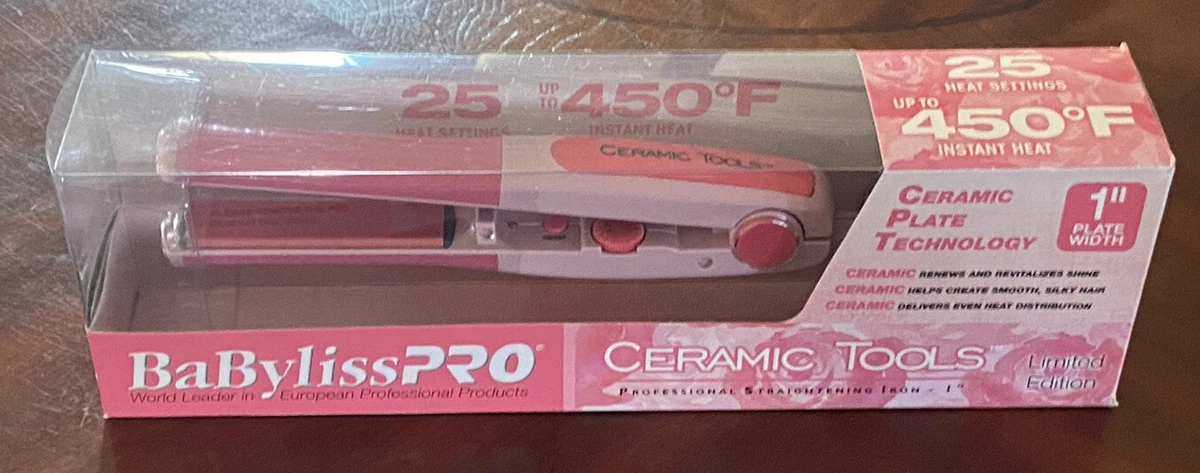 25
HEAT SETTINGS
UP TO
450°F
INSTANT HEAT
25
HEAT SETTINGS
UP
TO
450°F
INSTANT HEAT
CERAMIC TOOLS™
CERAMIC
PLATE
TECHNOLOGY
1"
PLATE
WIDTH
CERAMIC RENEWS AND REVITALIZES SHINE
CERAMIC HELPS CREATE SMOOTH, SILKY HAIR
CERAMIC DELIVERS EVEN HEAT DISTRIBUTION
BaBylissPRO®
World Leader in European Professional Products
CERAMIC TOOLS™
PROFESSIONAL STRAIGHTENING IRON - 1"
Limited
Edition